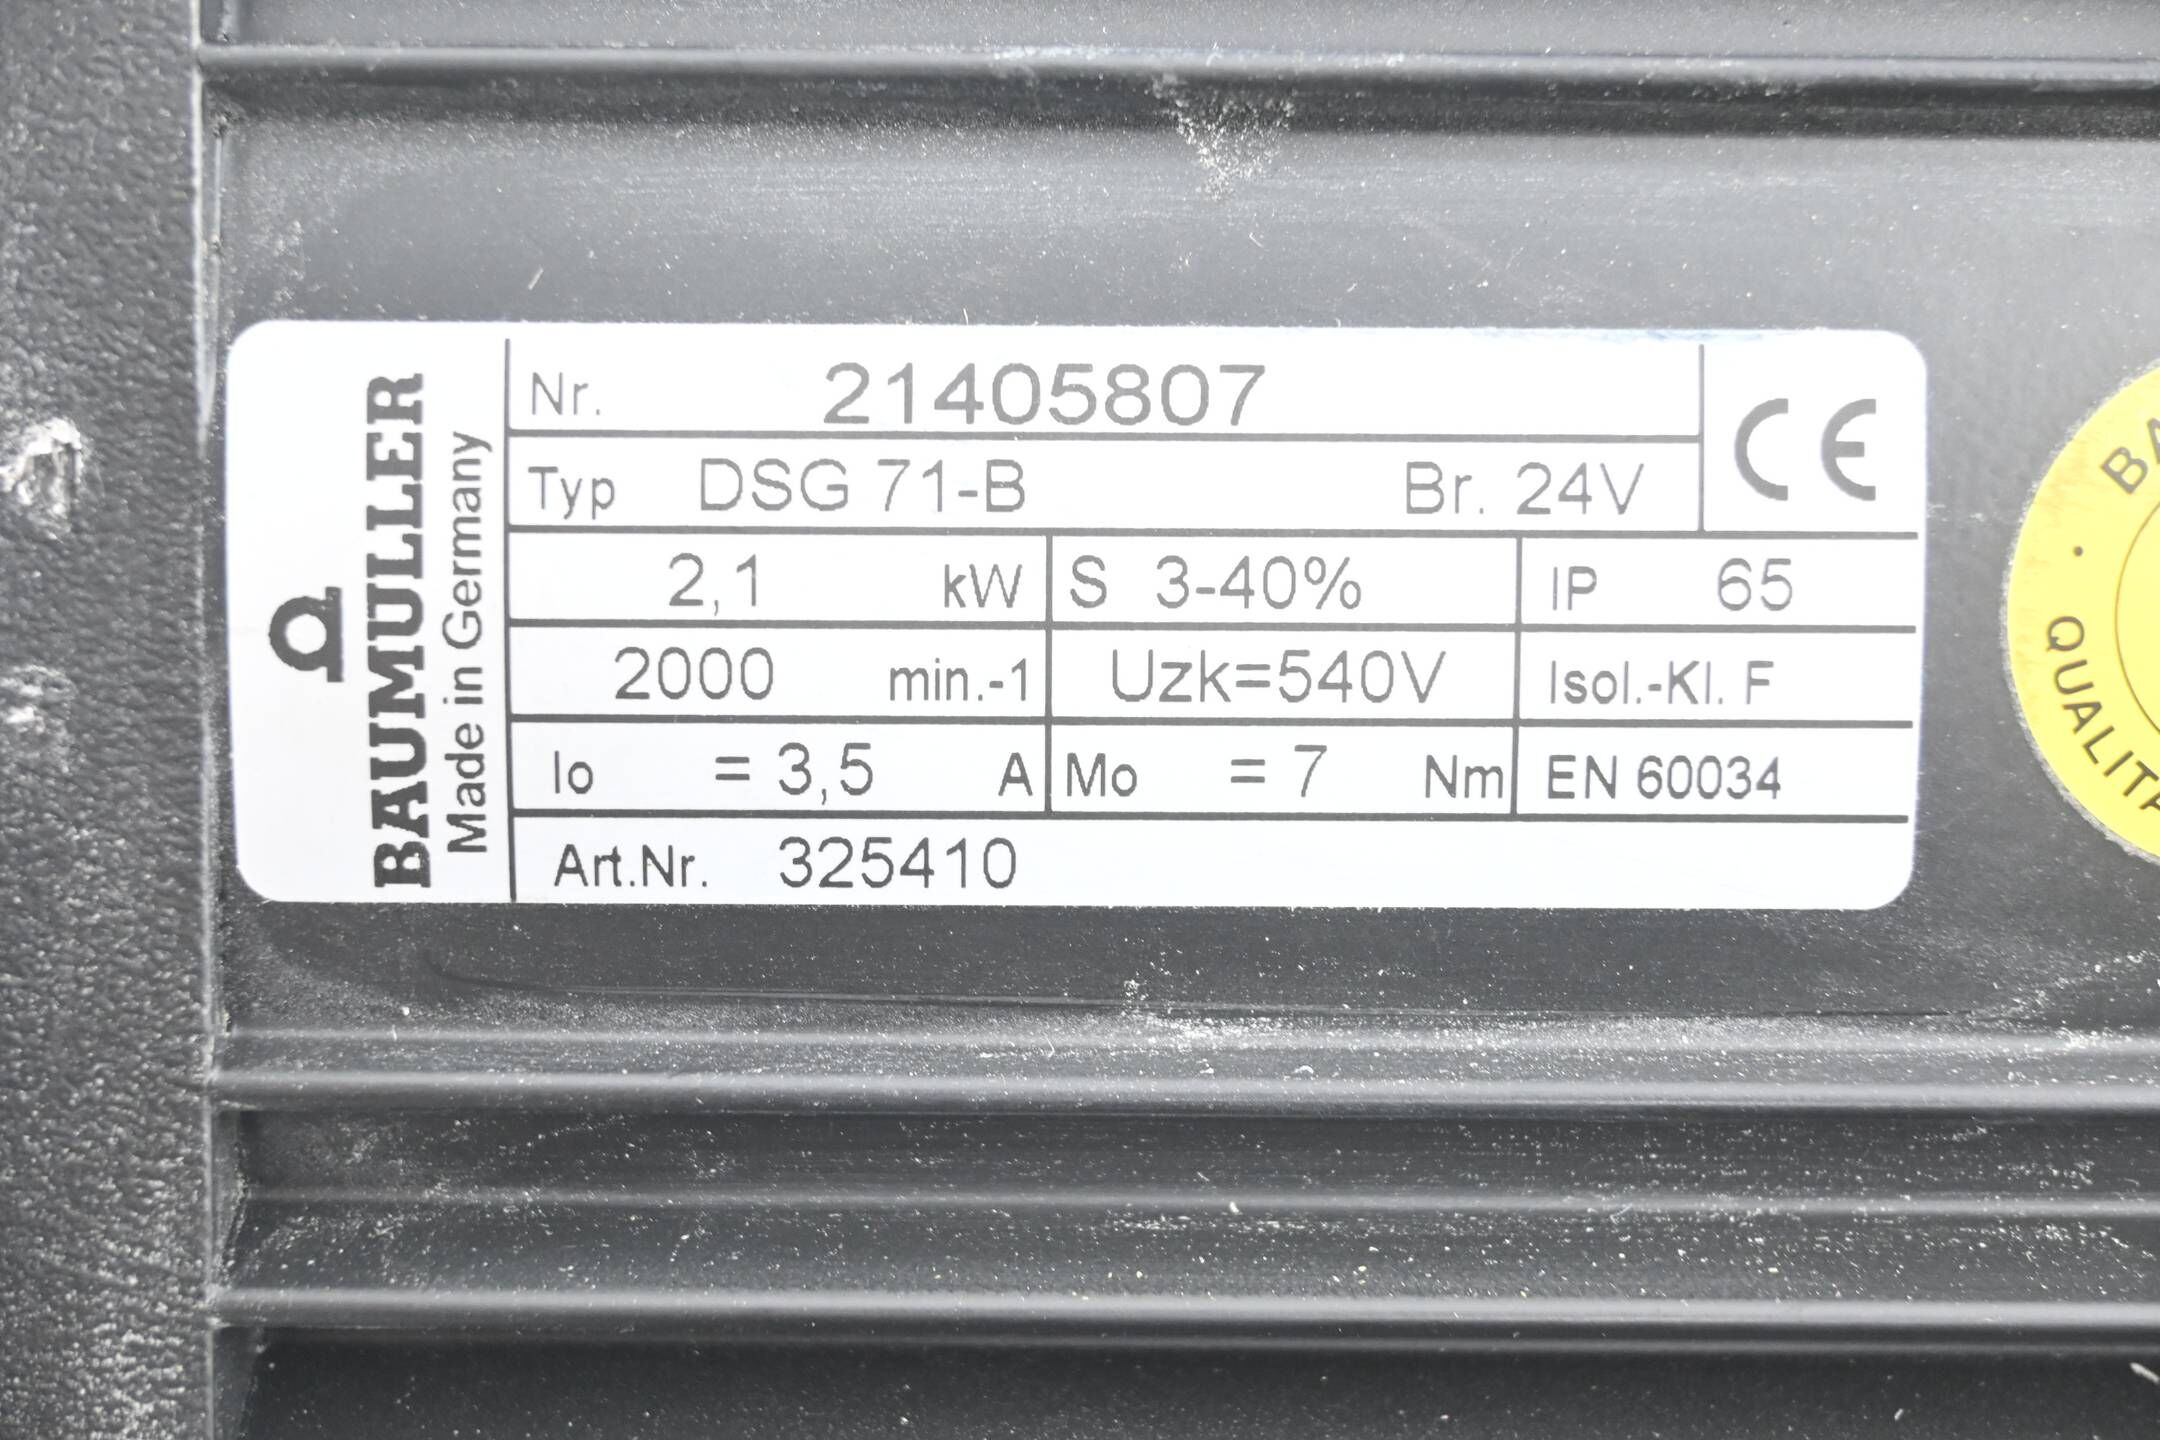 BAUMULLER
Made in Germany
Nr. 21405807
CE
Typ DSG 71-B Br. 24V
2,1 kW S 3-40% IP 65
2000 min.-1 Uzk=540V Isol.-Kl. F
Io = 3,5 A Mo = 7 Nm EN 60034
Art.Nr. 325410